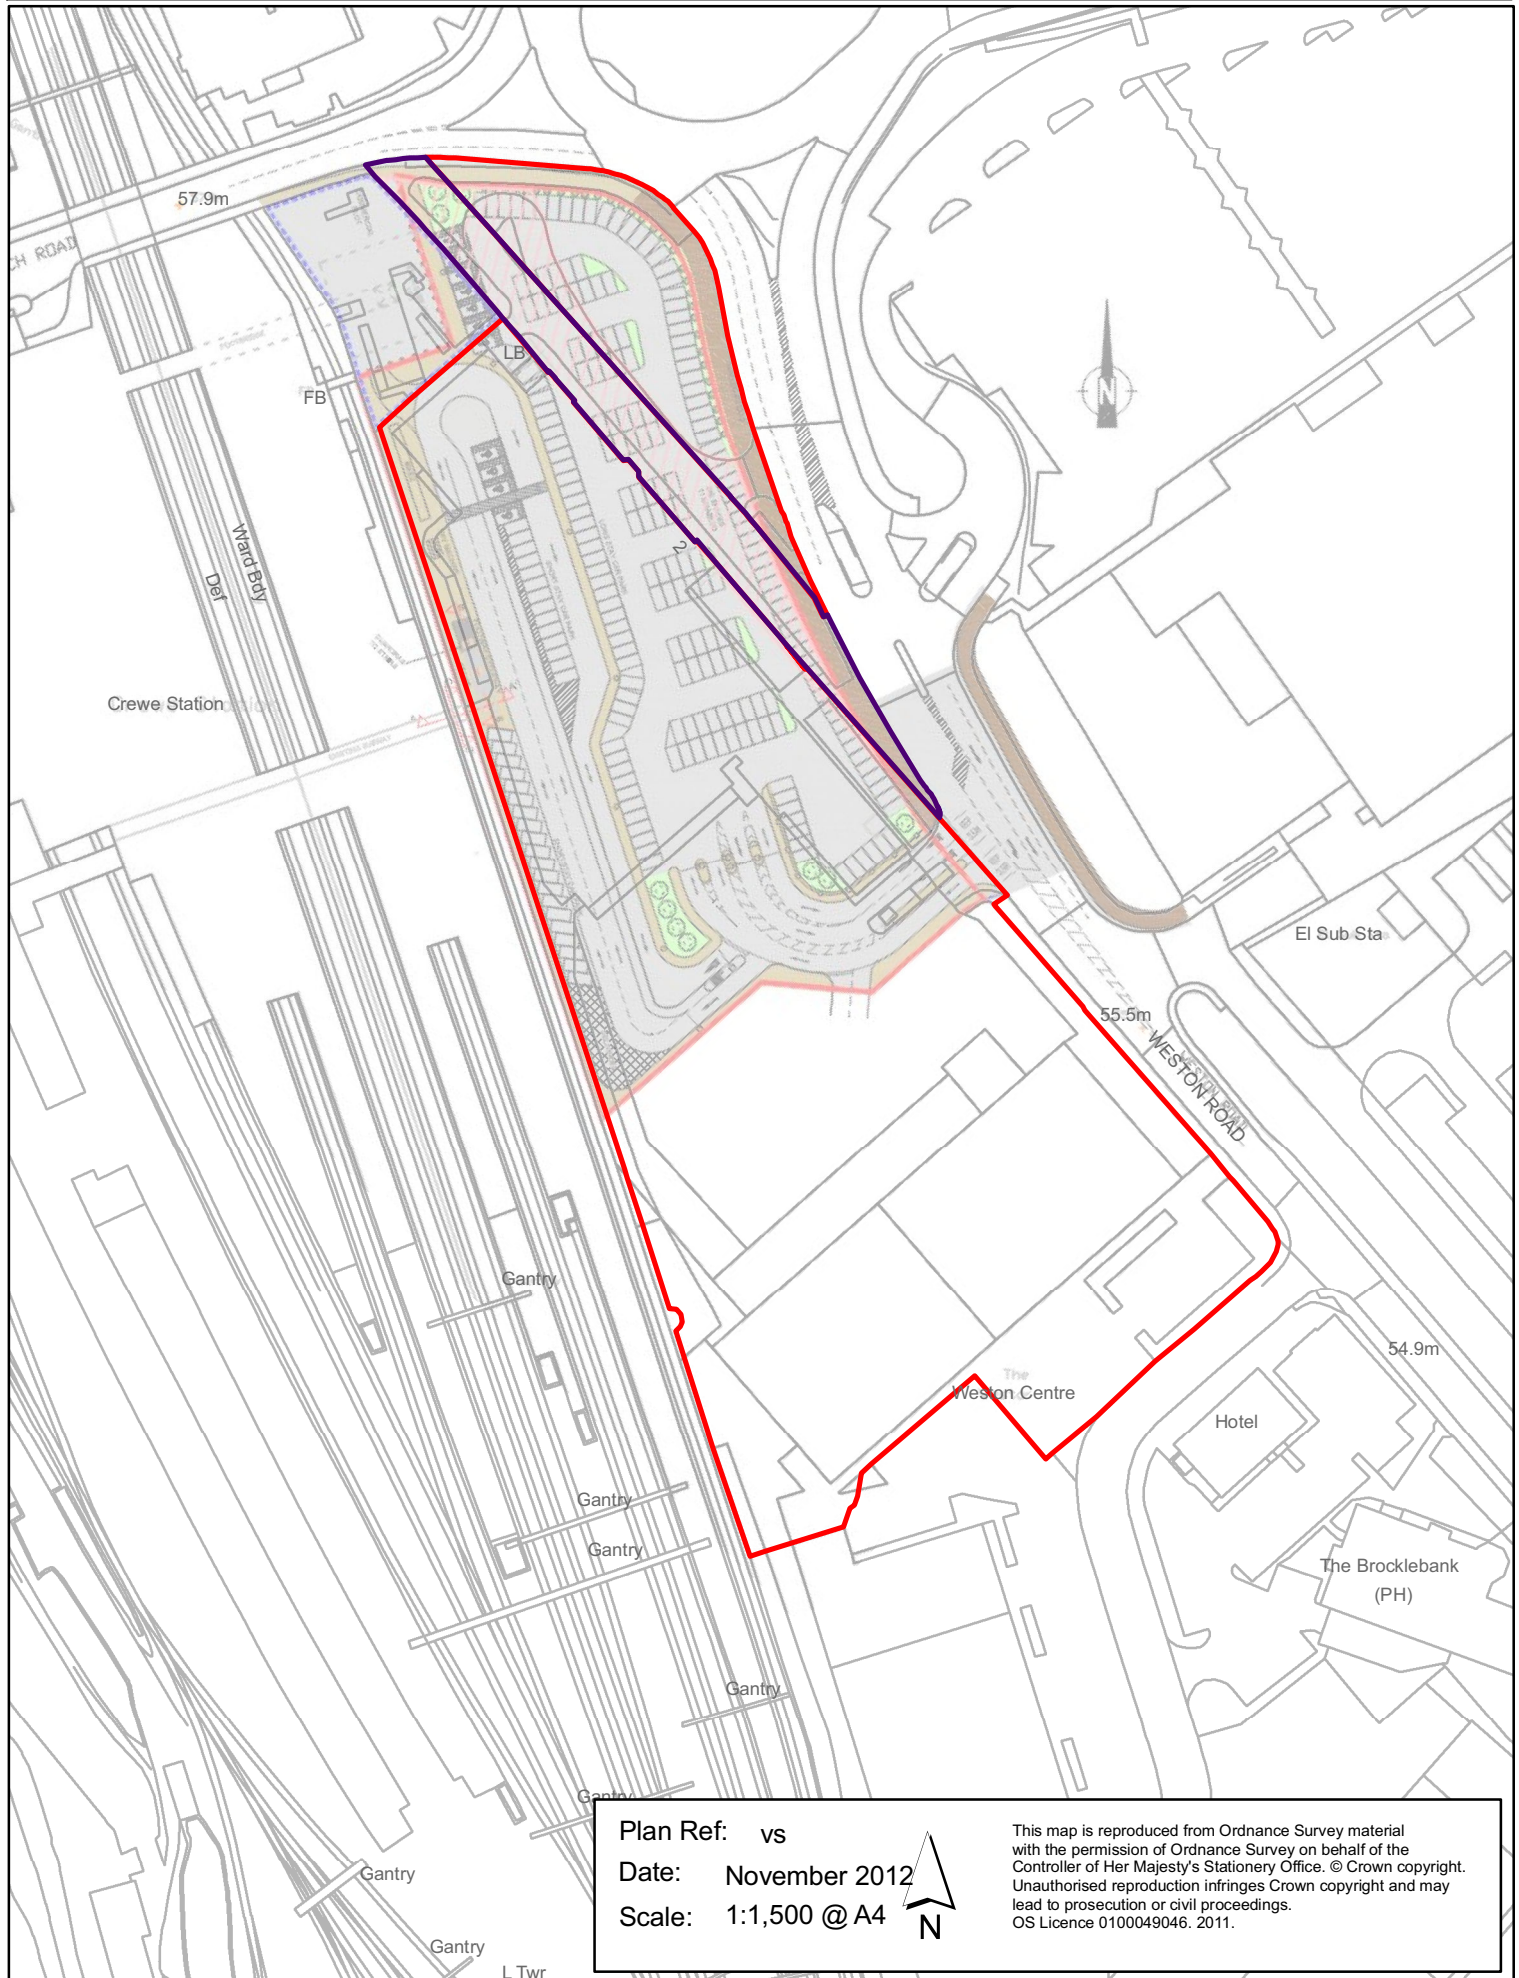 57.9m
CH ROAD
LB
FB
Ward Bdy
Def
2
Crewe Station
El Sub Sta
55.5m
WESTON ROAD
Gantry
54.9m
The
Weston Centre
Hotel
Gantry
Gantry
The Brocklebank
(PH)
Gantry
Gantry
Gantry
Gantry
L Twr
N
Plan Ref: vs
Date: November 2012
Scale: 1:1,500 @ A4
N
This map is reproduced from Ordnance Survey material
with the permission of Ordnance Survey on behalf of the
Controller of Her Majesty's Stationery Office. © Crown copyright.
Unauthorised reproduction infringes Crown copyright and may
lead to prosecution or civil proceedings.
OS Licence 0100049046. 2011.